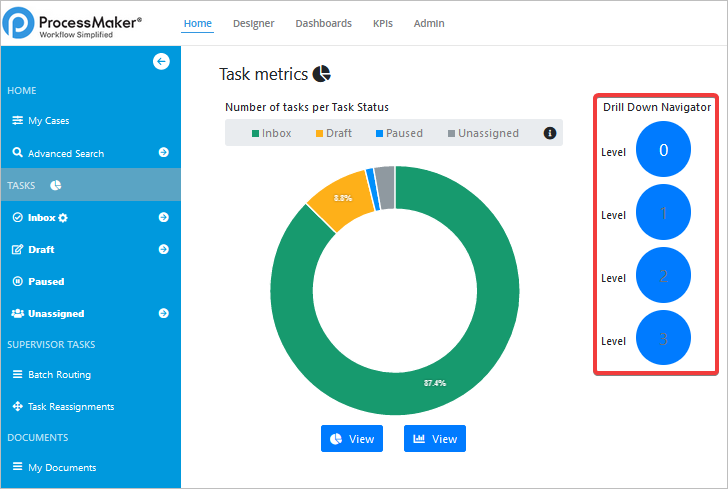 ProcessMaker®
Workflow Simplified
Home Designer Dashboards KPIs Admin
HOME
My Cases
Advanced Search
TASKS
Inbox
Draft
Paused
Unassigned
SUPERVISOR TASKS
Batch Routing
Task Reassignments
DOCUMENTS
My Documents
Task metrics
Number of tasks per Task Status
Inbox Draft Paused Unassigned
8.8%
87.4%
View View
Drill Down Navigator
Level 0
Level 1
Level 2
Level 3